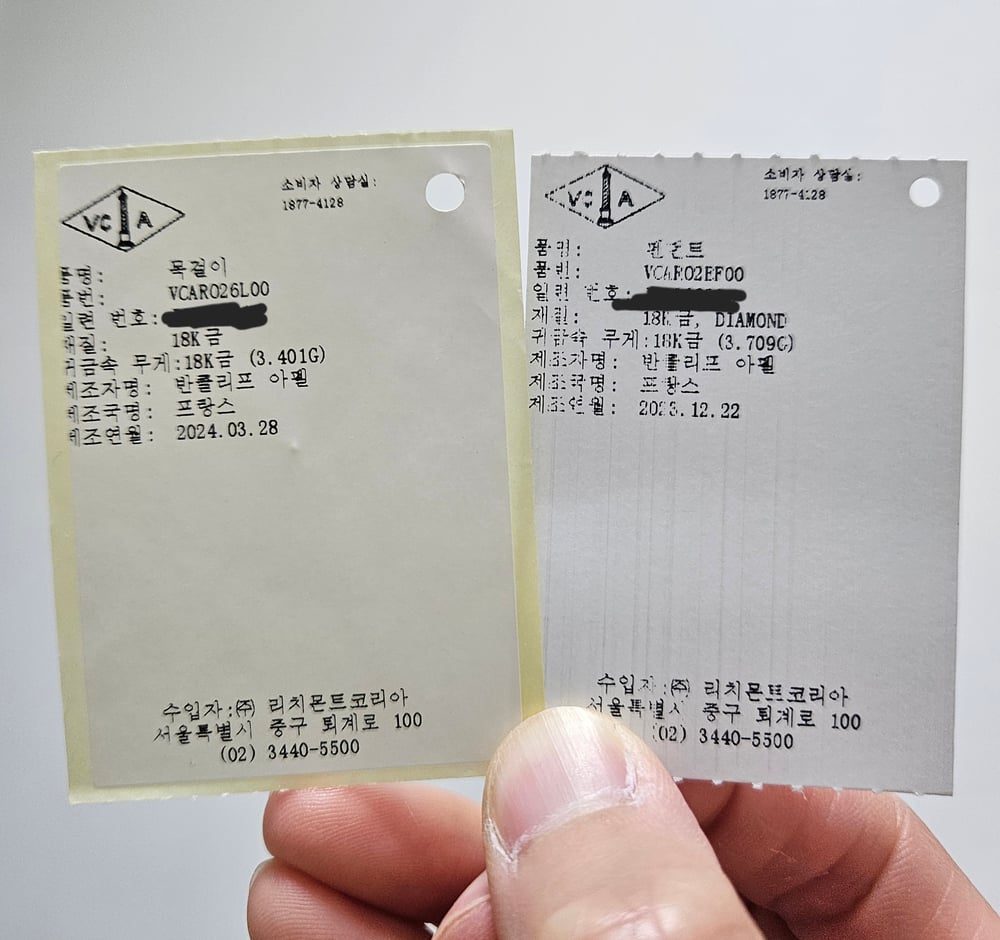 VC A
소비자 상담실:
1877-4128
품명: 목걸이
품번: VCARO26L00
일련 번호:
재질: 18K금
귀금속 무게:18K금 (3.401G)
제조자명: 반클리프 아펠
제조국명: 프랑스
제조연월: 2024.03.28
수입자:㈜ 리치몬트코리아
서울특별시 중구 퇴계로 100
(02) 3440-5500
VC A
소비자 상담실:
1877-4128
품명: 펜던트
품번: VCARO2EF00
일련 번호:
재질: 18K금, DIAMOND
귀금속 무게:18K금 (3.709G)
제조자명: 반클리프 아펠
제조국명: 프랑스
제조연월: 2023.12.22
수입자:㈜ 리치몬트코리아
서울특별시 중구 퇴계로 100
(02) 3440-5500